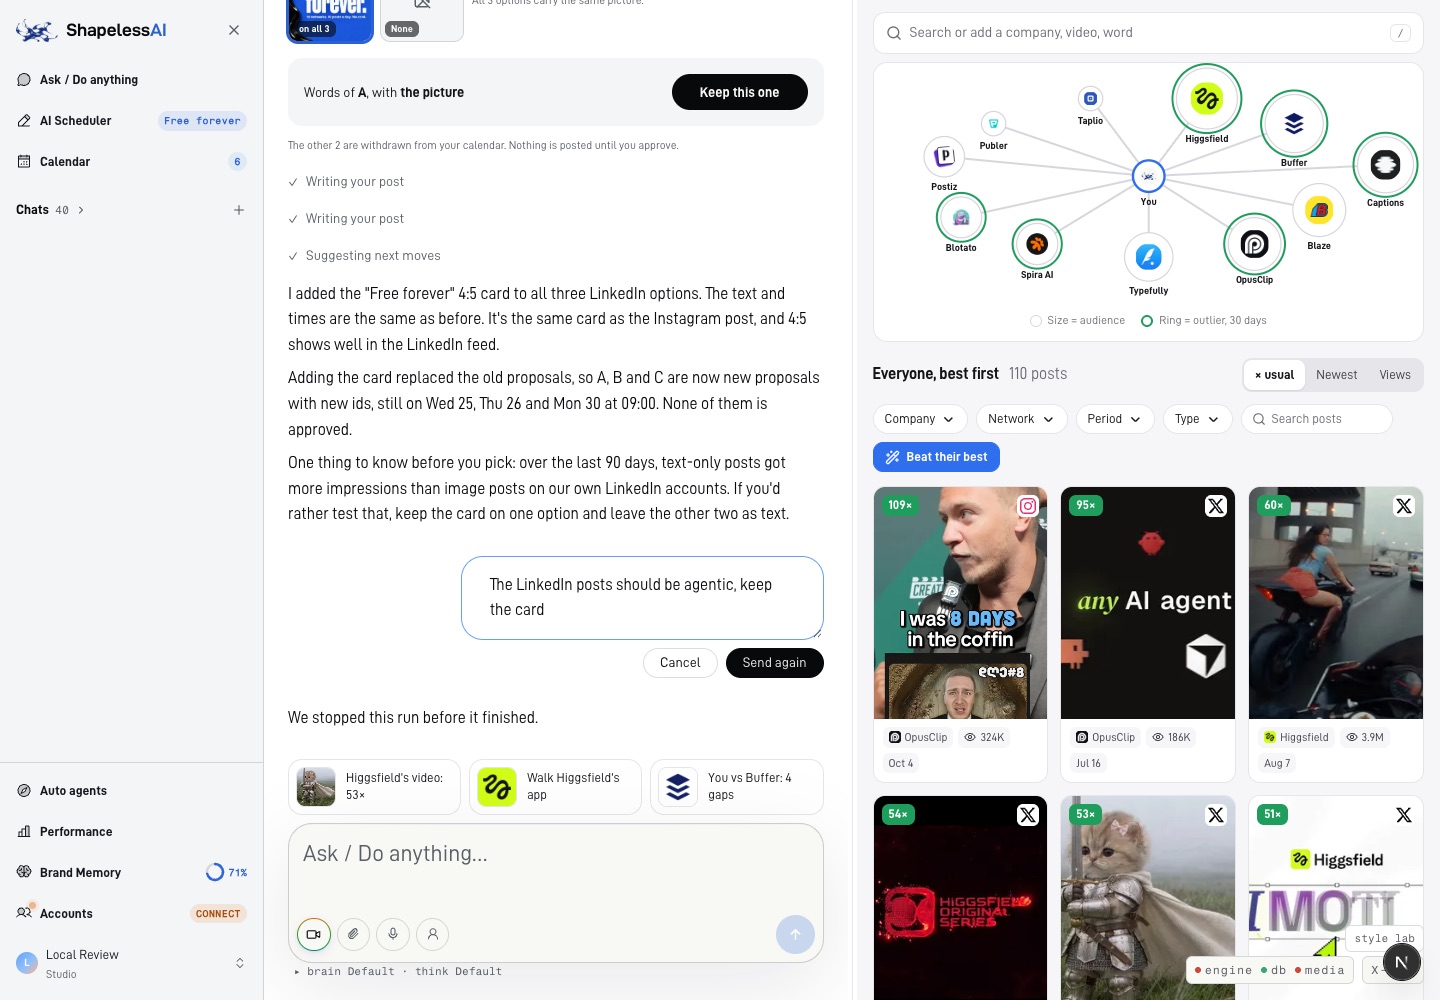 ShapelessAI
Ask / Do anything
AI Scheduler
Free forever
Calendar
6
Chats 40
Auto agents
Performance
Brand Memory
71%
Accounts
CONNECT
L
Local Review
Studio
forever.
on all 3
None
All 3 options carry the same picture.
Words of A, with the picture
Keep this one
The other 2 are withdrawn from your calendar. Nothing is posted until you approve.
Writing your post
Writing your post
Suggesting next moves
I added the "Free forever" 4:5 card to all three LinkedIn options. The text and
times are the same as before. It's the same card as the Instagram post, and 4:5
shows well in the LinkedIn feed.
Adding the card replaced the old proposals, so A, B and C are now new proposals
with new ids, still on Wed 25, Thu 26 and Mon 30 at 09:00. None of them is
approved.
One thing to know before you pick: over the last 90 days, text-only posts got
more impressions than image posts on our own LinkedIn accounts. If you'd
rather test that, keep the card on one option and leave the other two as text.
The LinkedIn posts should be agentic, keep
the card
Cancel
Send again
We stopped this run before it finished.
Higgsfield's video:
53×
Walk Higgsfield's
app
You vs Buffer: 4
gaps
Ask / Do anything...
brain Default · think Default
Search or add a company, video, word
/
Taplio
Higgsfield
Publer
Buffer
Postiz
Captions
You
Blotato
Blaze
Spira AI
OpusClip
Typefully
Size = audience
Ring = outlier, 30 days
Everyone, best first 110 posts
× usual
Newest
Views
Company
Network
Period
Type
Search posts
Beat their best
109×
CREAT
I was 8 DAYS
in the coffin
ლეო#8
OpusClip
324K
Oct 4
95×
any AI agent
OpusClip
186K
Jul 16
60×
Higgsfield
3.9M
Aug 7
54×
HIGGSFIELD
ORIGINAL
SERIES
53×
51×
Higgsfield
style lab
engine
db
media
X
N